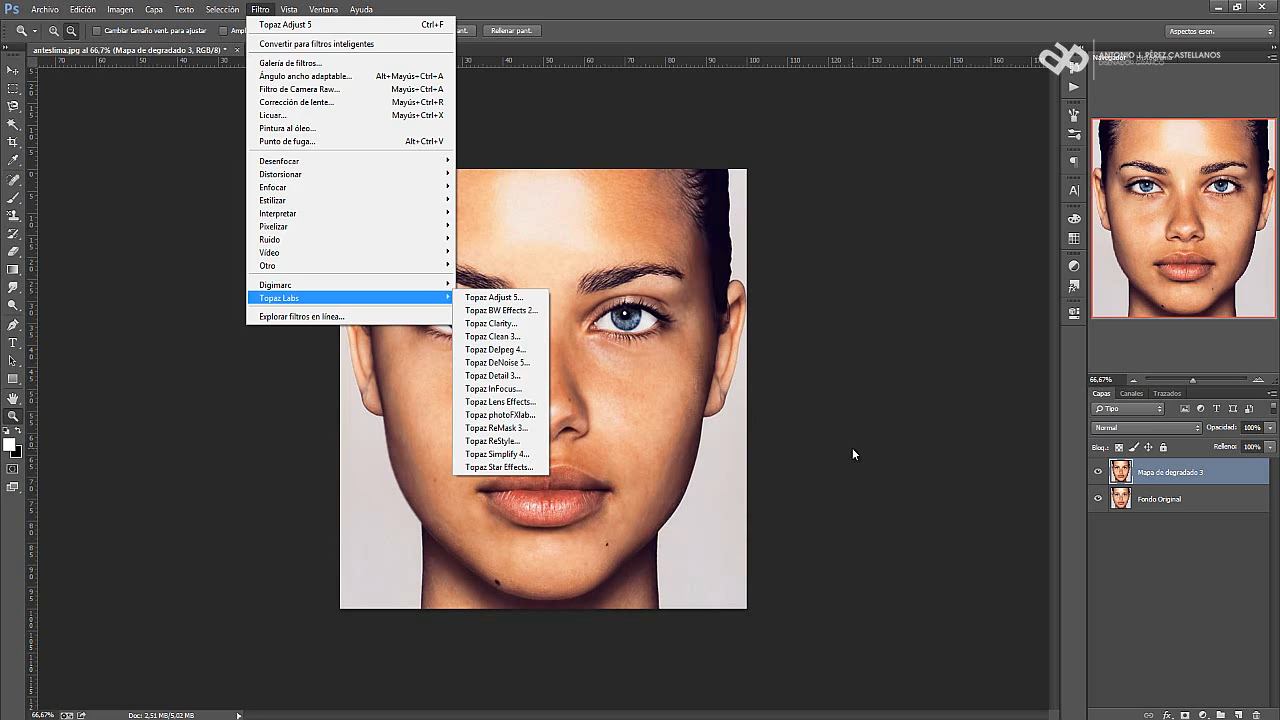 Ps Archivo Edición Imagen Capa Texto Selección Filtro Vista Ventana Ayuda
Cambiar tamaño vent. para ajustar
Rellenar pant.
Aspectos esen.
anteslima.jpg al 66,7% (Mapa de degradado 3, RGB/8) *
Topaz Adjust 5 Ctrl+F
Convertir para filtros inteligentes
Galería de filtros...
Ángulo ancho adaptable... Alt+Mayús+Ctrl+A
Filtro de Camera Raw... Mayús+Ctrl+A
Corrección de lente... Mayús+Ctrl+R
Licuar... Mayús+Ctrl+X
Pintura al óleo...
Punto de fuga... Alt+Ctrl+V
Desenfocar
Distorsionar
Enfocar
Estilizar
Interpretar
Pixelizar
Ruido
Vídeo
Otro
Digimarc
Topaz Labs
Explorar filtros en línea...
Topaz Adjust 5...
Topaz BW Effects 2...
Topaz Clarity...
Topaz Clean 3...
Topaz DeJpeg 4...
Topaz DeNoise 5...
Topaz Detail 3...
Topaz InFocus...
Topaz Lens Effects...
Topaz photoFXlab...
Topaz ReMask 3...
Topaz ReStyle...
Topaz Simplify 4...
Topaz Star Effects...
ANTONIO J. PÉREZ CASTELLANOS
Navegador
66,67%
Capas Canales Trazados
Tipo
Normal Opacidad: 100%
Bloq.: Relleno: 100%
Mapa de degradado 3
Fondo Original
66,67% Doc: 2,51 MB/5,02 MB